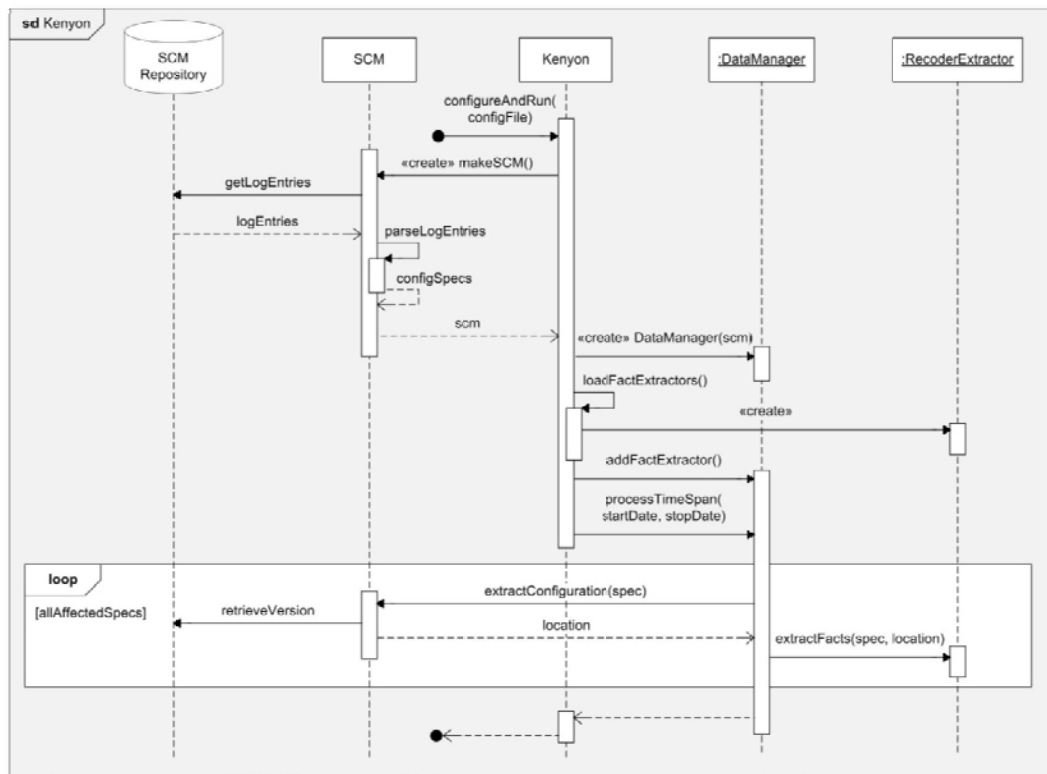 sd Kenyon
SCM
Repository
SCM
Kenyon
:DataManager
:RecoderExtractor
configureAndRun(
configFile)
«create» makeSCM()
getLogEntries
logEntries
parseLogEntries
configSpecs
scm
«create» DataManager(scm)
loadFactExtractors()
«create»
addFactExtractor()
processTimeSpan(
startDate, stopDate)
loop
[allAffectedSpecs]
extractConfiguration(spec)
retrieveVersion
location
extractFacts(spec, location)